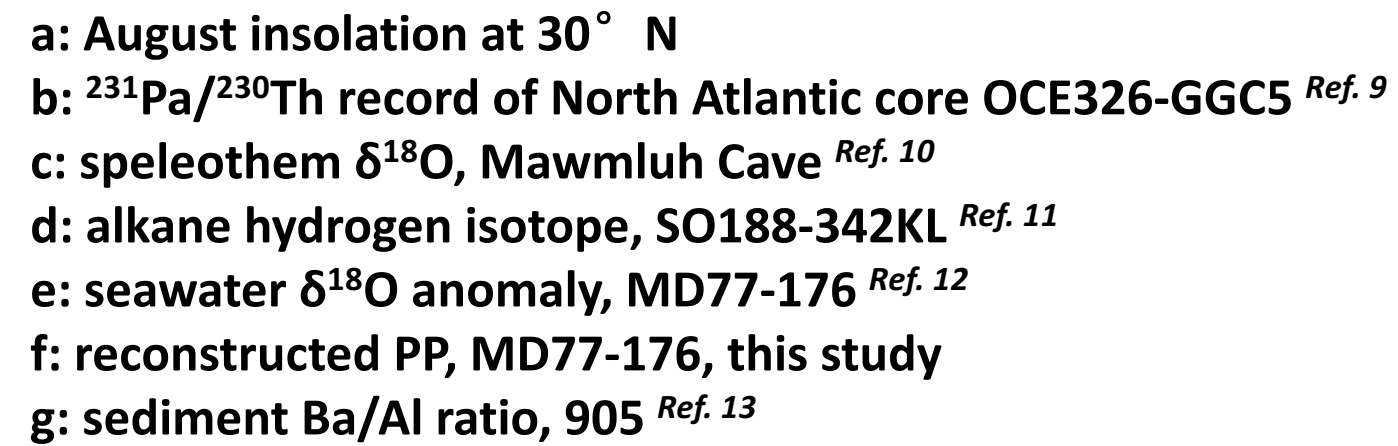 a: August insolation at 30° N
b: ²³¹Pa/²³⁰Th record of North Atlantic core OCE326-GGC5 Ref. 9
c: speleothem δ¹⁸O, Mawmluh Cave Ref. 10
d: alkane hydrogen isotope, SO188-342KL Ref. 11
e: seawater δ¹⁸O anomaly, MD77-176 Ref. 12
f: reconstructed PP, MD77-176, this study
g: sediment Ba/Al ratio, 905 Ref. 13